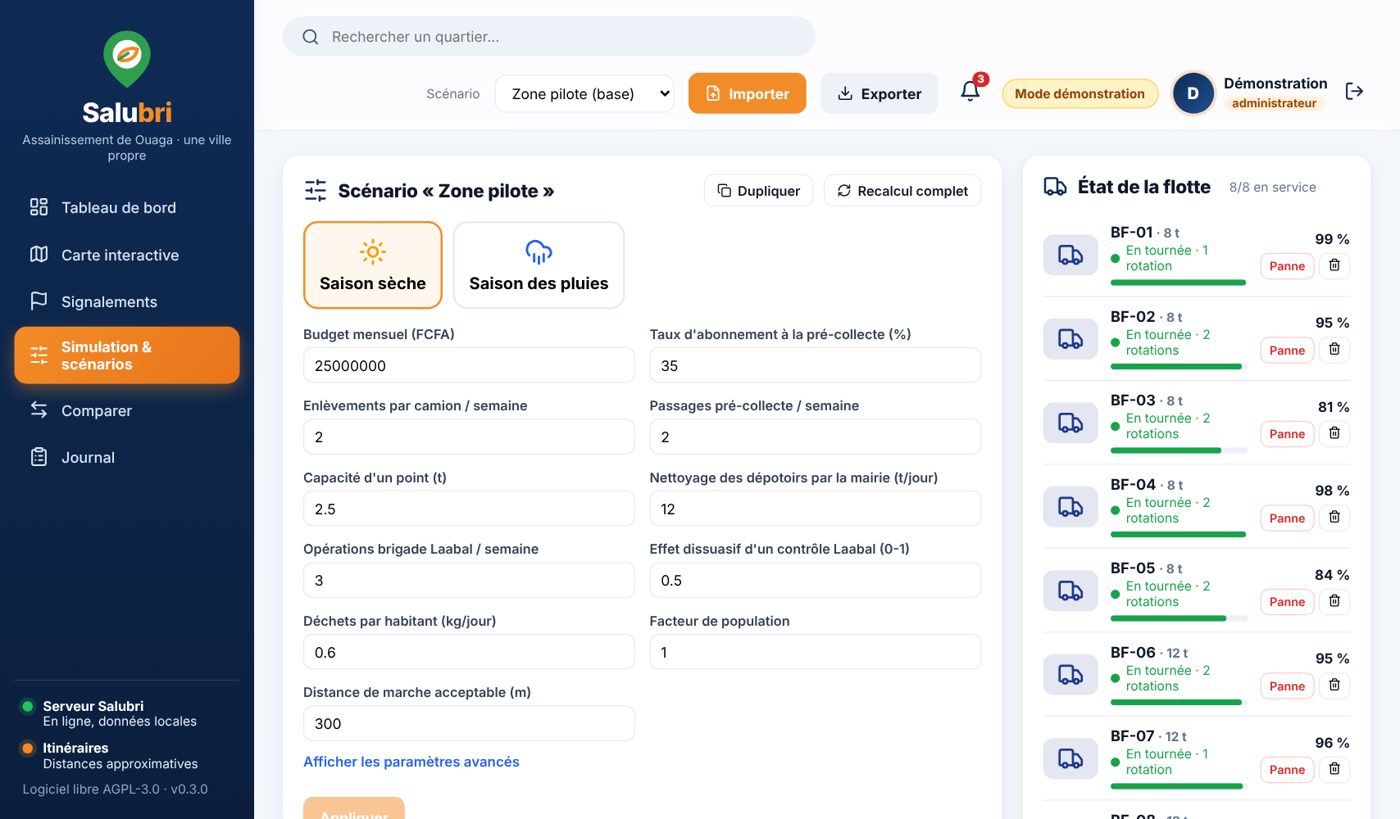 Salubri
Assainissement de Ouaga · une ville
propre
Tableau de bord
Carte interactive
Signalements
Simulation &
scénarios
Comparer
Journal
Serveur Salubri
En ligne, données locales
Itinéraires
Distances approximatives
Logiciel libre AGPL-3.0 · v0.3.0
Rechercher un quartier...
Scénario
Zone pilote (base)
Importer
Exporter
3
Mode démonstration
D
Démonstration
administrateur
Scénario « Zone pilote »
Dupliquer
Recalcul complet
Saison sèche
Saison des pluies
Budget mensuel (FCFA)
25000000
Taux d'abonnement à la pré-collecte (%)
35
Enlèvements par camion / semaine
2
Passages pré-collecte / semaine
2
Capacité d'un point (t)
2.5
Nettoyage des dépotoirs par la mairie (t/jour)
12
Opérations brigade Laabal / semaine
3
Effet dissuasif d'un contrôle Laabal (0-1)
0.5
Déchets par habitant (kg/jour)
0.6
Facteur de population
1
Distance de marche acceptable (m)
300
Afficher les paramètres avancés
Appliquer
État de la flotte
8/8 en service
BF-01 · 8 t
En tournée · 1
rotation
99 %
Panne
BF-02 · 8 t
En tournée · 2
rotations
95 %
Panne
BF-03 · 8 t
En tournée · 2
rotations
81 %
Panne
BF-04 · 8 t
En tournée · 2
rotations
98 %
Panne
BF-05 · 8 t
En tournée · 2
rotations
84 %
Panne
BF-06 · 12 t
En tournée · 2
rotations
95 %
Panne
BF-07 · 12 t
En tournée · 1
rotation
96 %
Panne